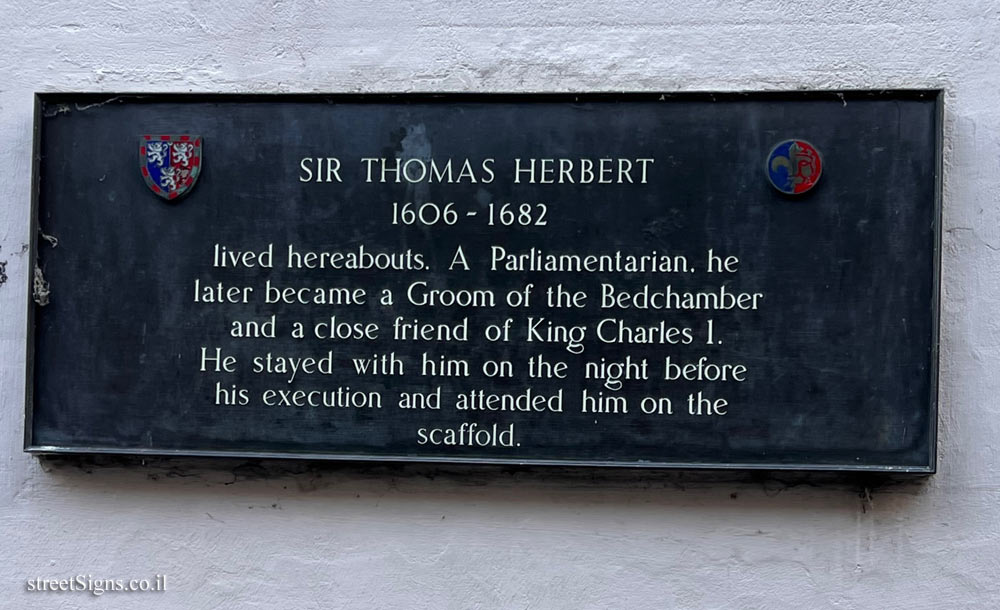 SIR THOMAS HERBERT
1606 - 1682
lived hereabouts. A Parliamentarian, he
later became a Groom of the Bedchamber
and a close friend of King Charles I.
He stayed with him on the night before
his execution and attended him on the
scaffold.
streetSigns.co.il